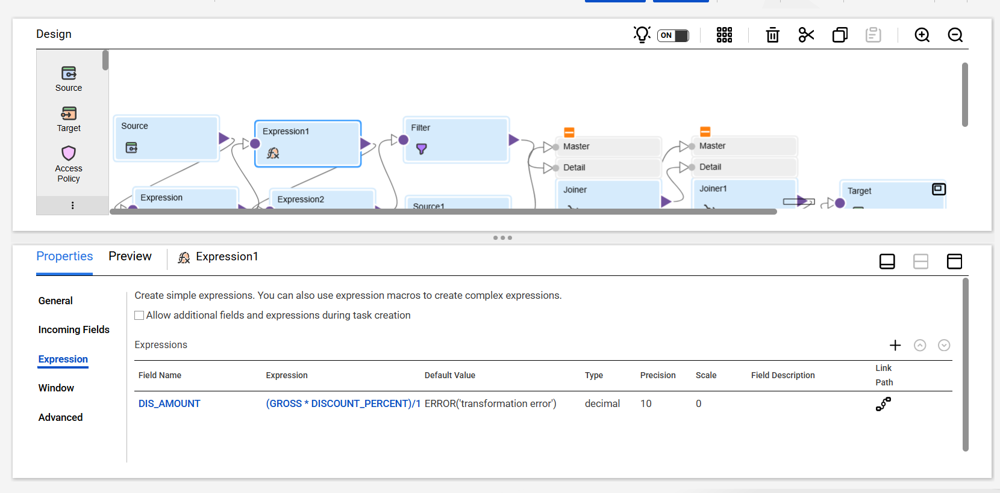 Design
ON
Source
Target
Access
Policy
Source
Expression1
Filter
Master
Detail
Joiner
Master
Detail
Joiner1
Target
Expression
Expression2
Source1
Properties
Preview
Expression1
General
Incoming Fields
Expression
Window
Advanced
Create simple expressions. You can also use expression macros to create complex expressions.
Allow additional fields and expressions during task creation
Expressions
Field Name Expression Default Value Type Precision Scale Field Description Link Path
DIS_AMOUNT (GROSS * DISCOUNT_PERCENT)/1 ERROR('transformation error') decimal 10 0